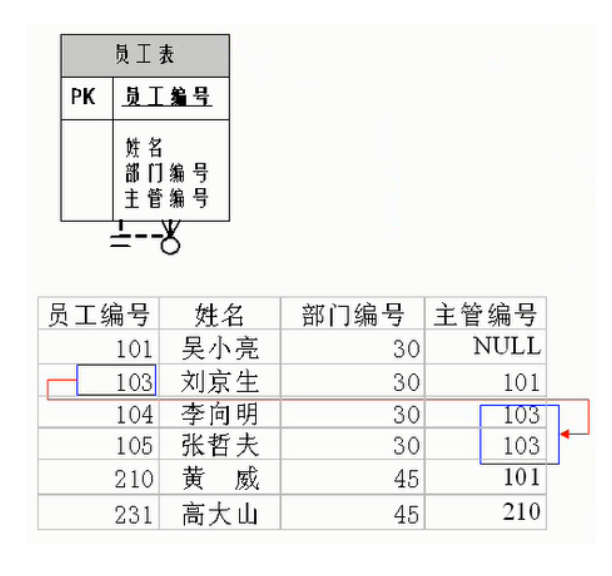 员工表
PK 员工编号
姓名
部门编号
主管编号
员工编号 姓名 部门编号 主管编号
101 吴小亮 30 NULL
103 刘京生 30 101
104 李向明 30 103
105 张哲夫 30 103
210 黄 威 45 101
231 高大山 45 210